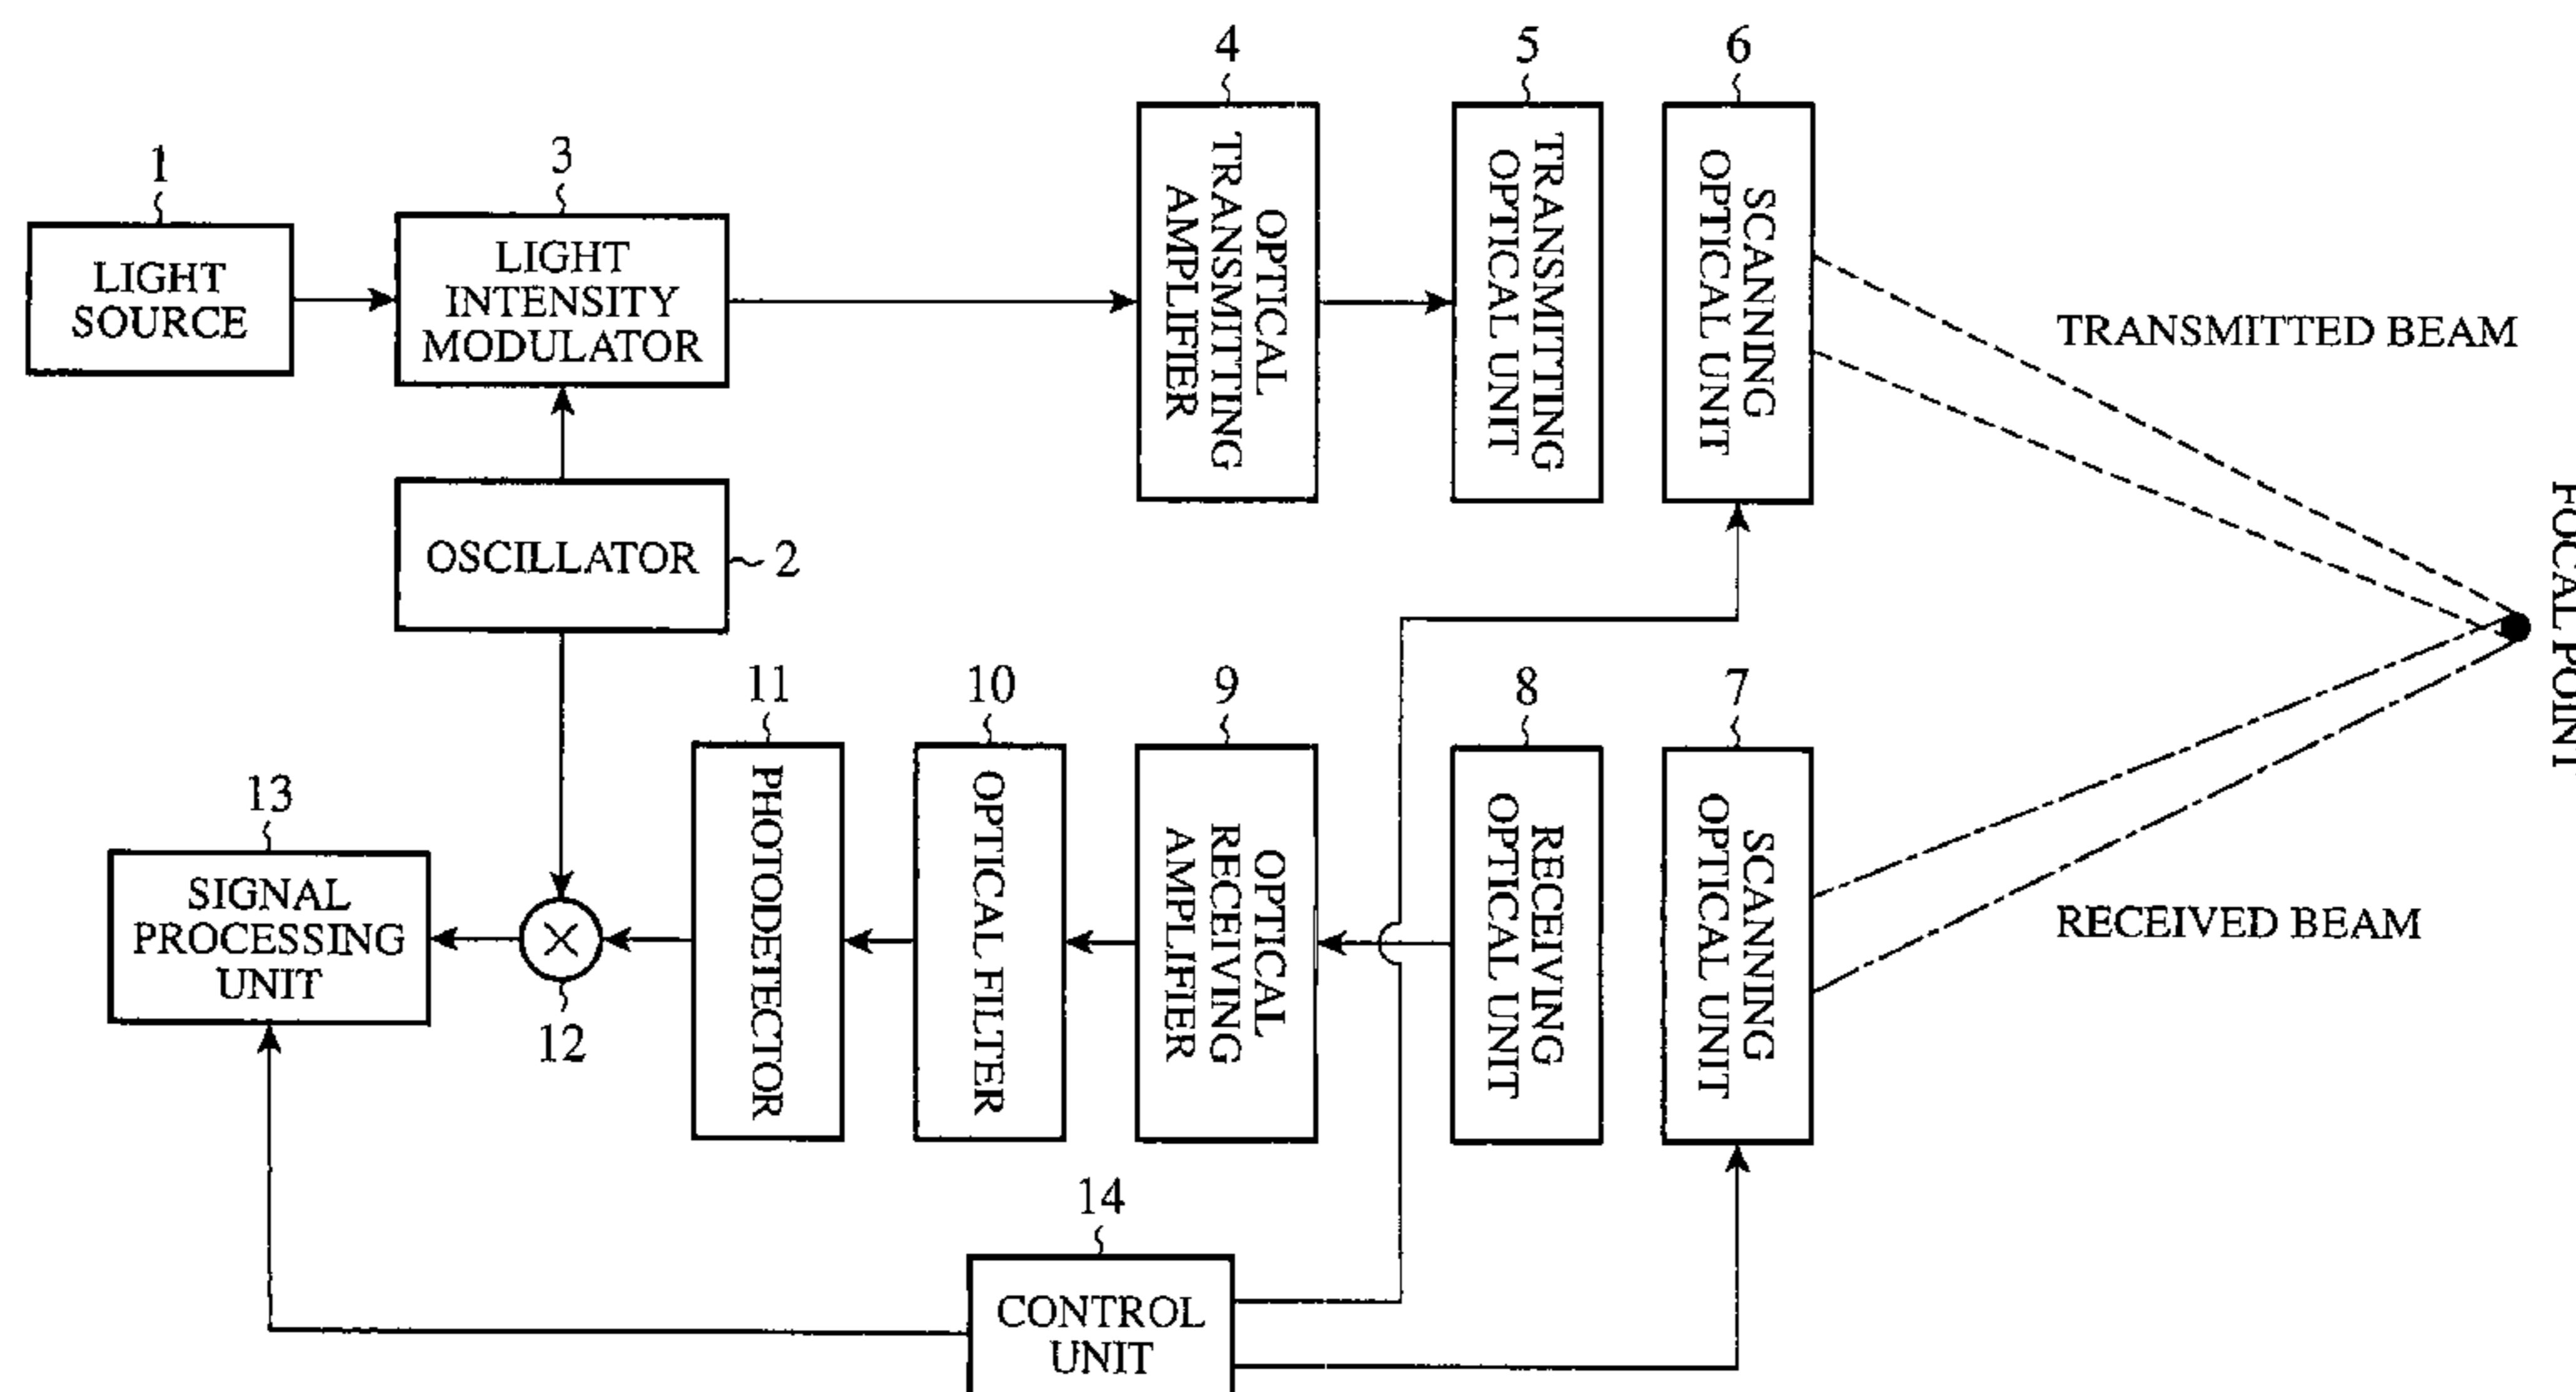 4
5
6
1
3
OPTICAL
TRANSMITTING
AMPLIFIER
TRANSMITTING
OPTICAL UNIT
SCANNING
OPTICAL UNIT
LIGHT
SOURCE
LIGHT
INTENSITY
MODULATOR
TRANSMITTED BEAM
OSCILLATOR
2
FOCAL POINT
11
10
9
8
7
13
PHOTODETECTOR
OPTICAL FILTER
OPTICAL
RECEIVING
AMPLIFIER
RECEIVING
OPTICAL UNIT
SCANNING
OPTICAL UNIT
SIGNAL
PROCESSING
UNIT
×
12
RECEIVED BEAM
14
CONTROL
UNIT